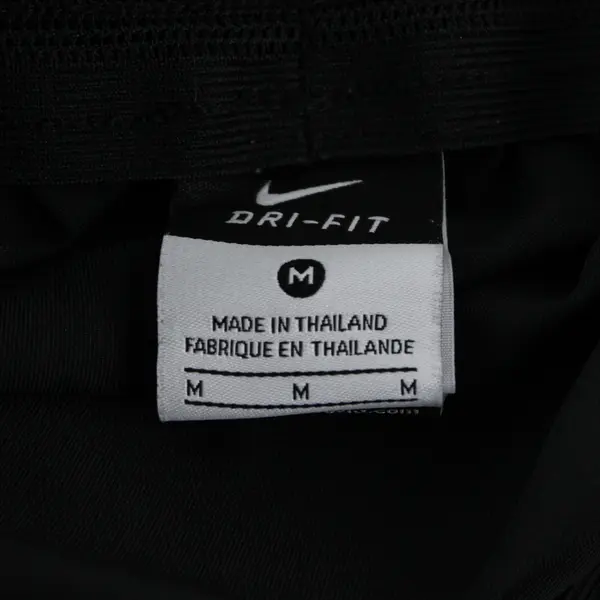 DRI-FIT
M
MADE IN THAILAND
FABRIQUE EN THAILANDE
M M M